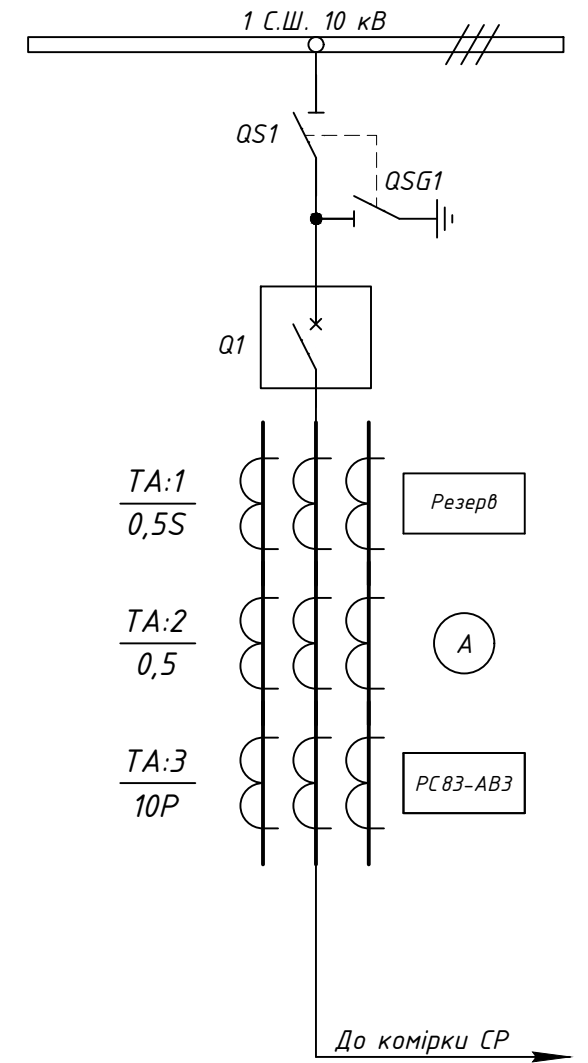 1 С.Ш. 10 кВ
QS1
QSG1
Q1
TA:1
0,5S
Резерв
TA:2
0,5
A
TA:3
10P
РС83-АВ3
До комірки СР